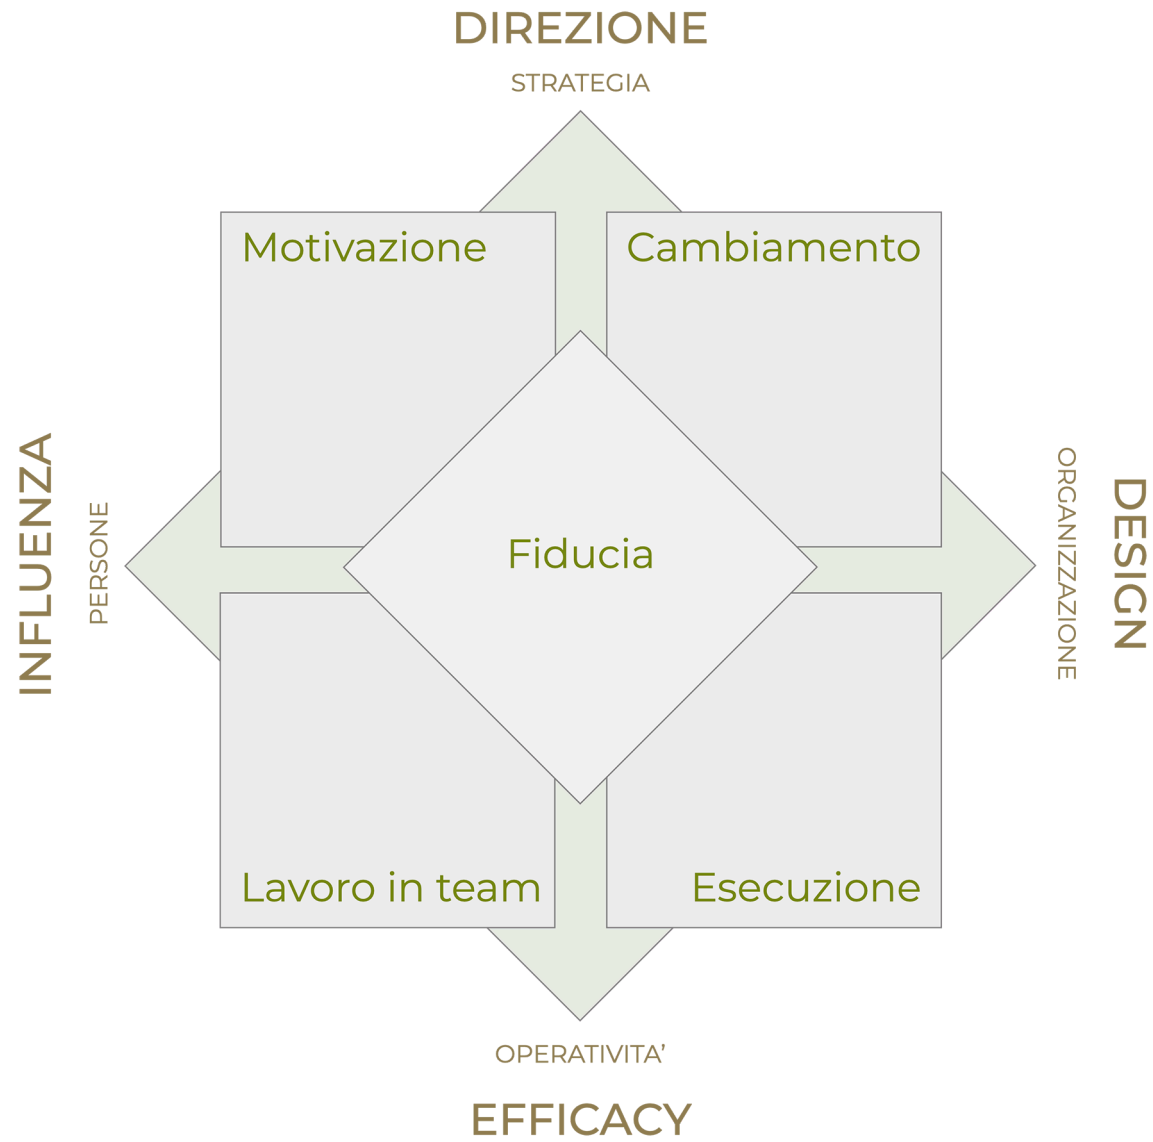 DIREZIONE
STRATEGIA
Motivazione
Cambiamento
INFLUENZA
PERSONE
Fiducia
ORGANIZZAZIONE
DESIGN
Lavoro in team
Esecuzione
OPERATIVITA’
EFFICACY